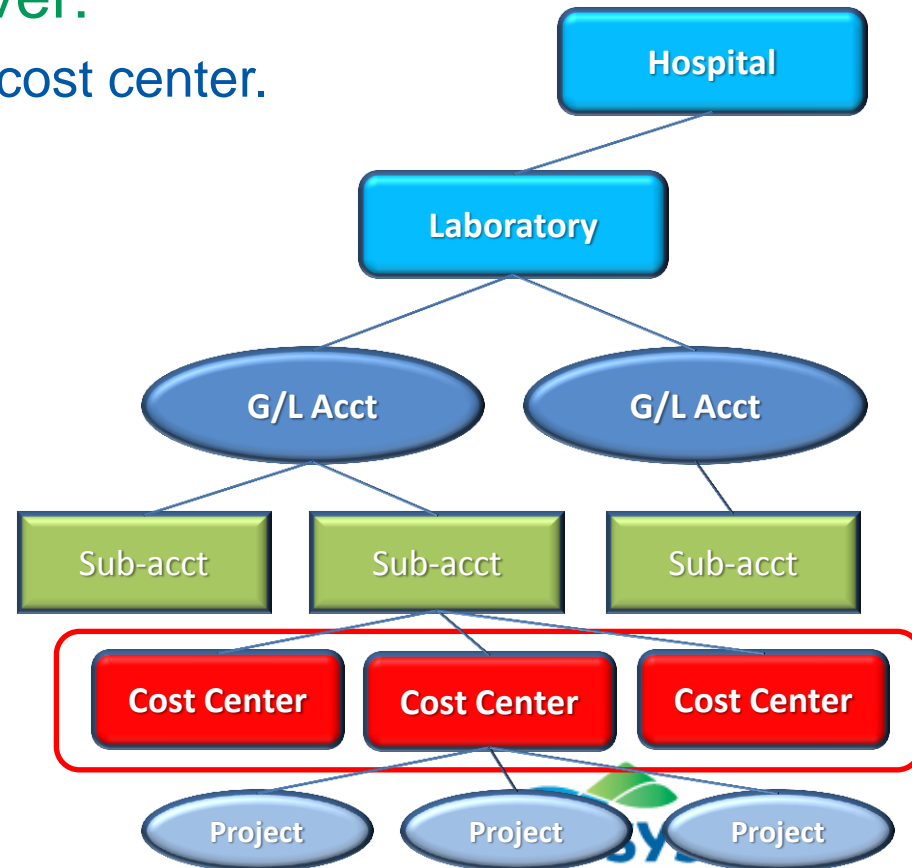 ver.
cost center.
Hospital
Laboratory
G/L Acct G/L Acct
Sub-acct Sub-acct Sub-acct
Cost Center Cost Center Cost Center
Project Project Project